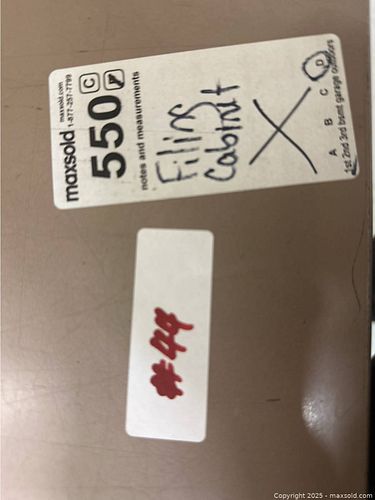 maxsold maxsold.com
1-877-257-7799
550 C
notes and measurements
Filing
Cabinet
X
A B C D
1st 2nd 3rd bsmt garage outdoors
#44
Copyright 2025 - maxsold.com